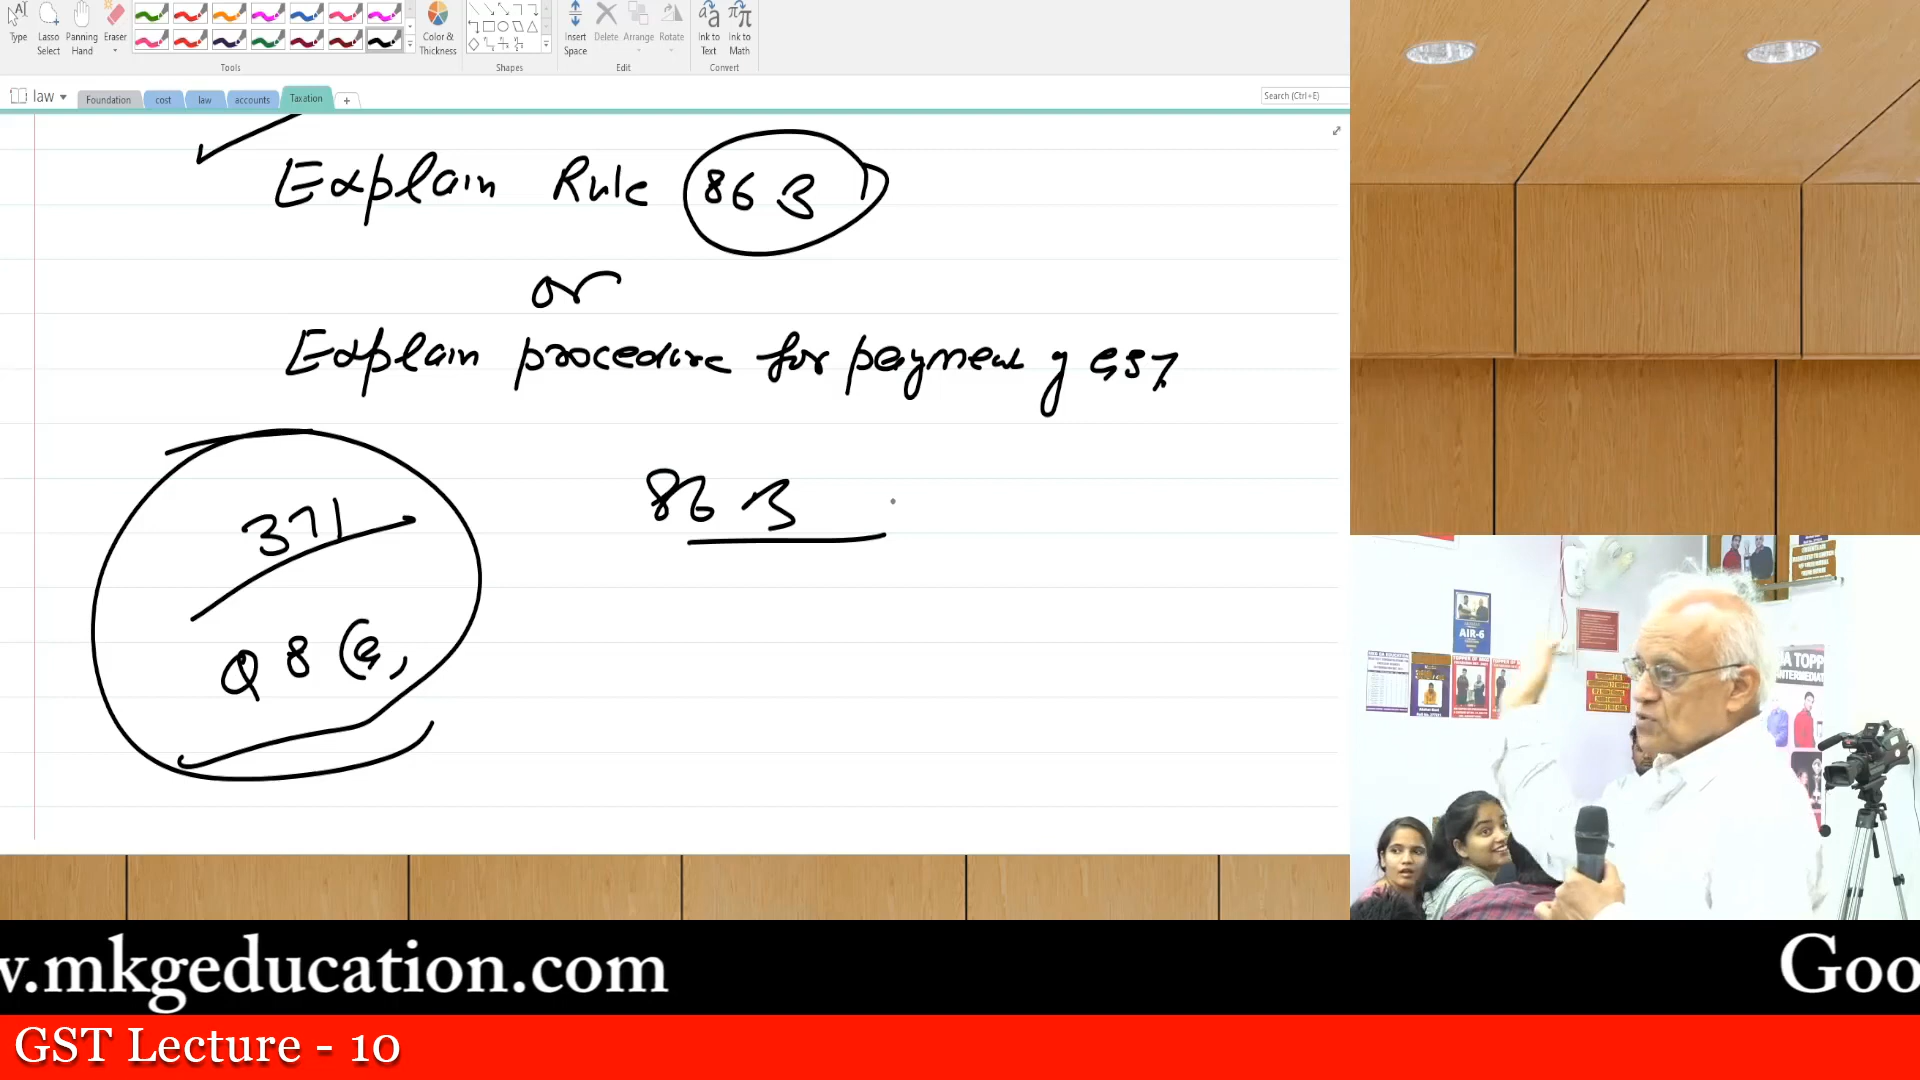 Type
Lasso Select
Panning Hand
Eraser
Color & Thickness
Insert Space
Delete
Arrange
Rotate
Ink to Text
Ink to Math
Tools
Shapes
Edit
Convert
law
Foundation
cost
law
accounts
Taxation
+
Search (Ctrl+E)
Explain Rule 86 B
or
Explain procedure for payment of GST
371
Q 8 (a)
86 B
AIR-6
A TOPP
INTERMEDIAT
w.mkgeducation.com
Goo
GST Lecture - 10